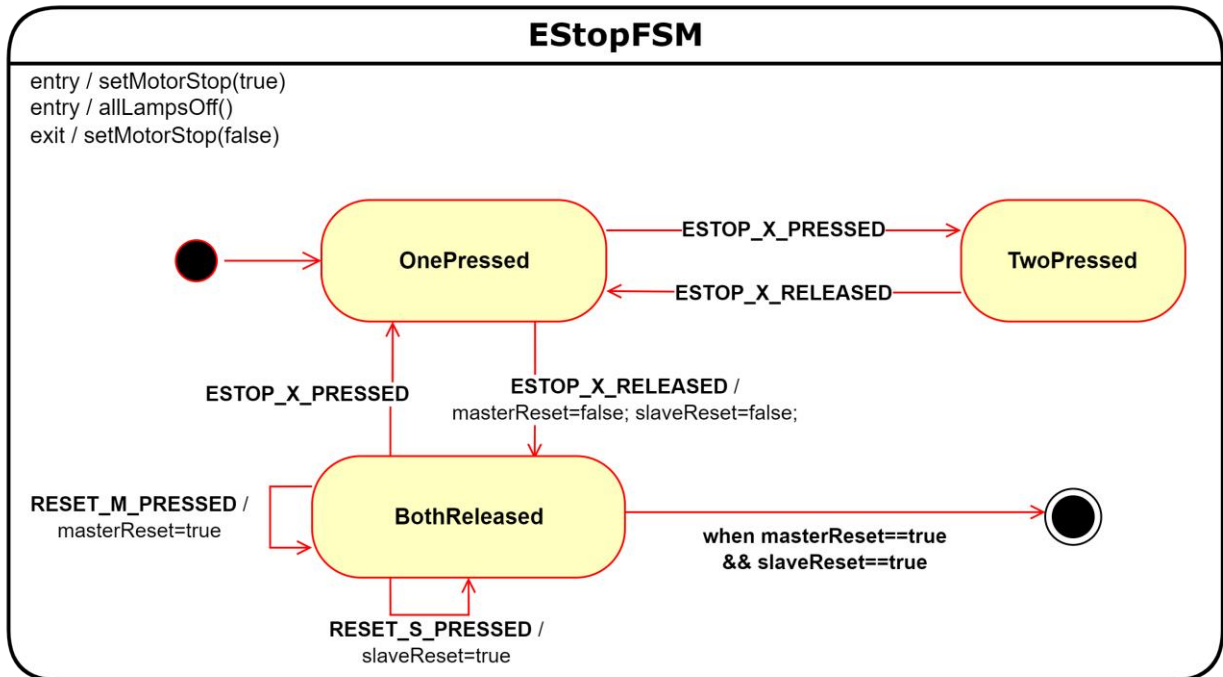 EStopFSM
entry / setMotorStop(true)
entry / allLampsOff()
exit / setMotorStop(false)
OnePressed
ESTOP_X_PRESSED
TwoPressed
ESTOP_X_RELEASED
ESTOP_X_PRESSED
ESTOP_X_RELEASED /
masterReset=false; slaveReset=false;
RESET_M_PRESSED /
masterReset=true
BothReleased
when masterReset==true
&& slaveReset==true
RESET_S_PRESSED /
slaveReset=true